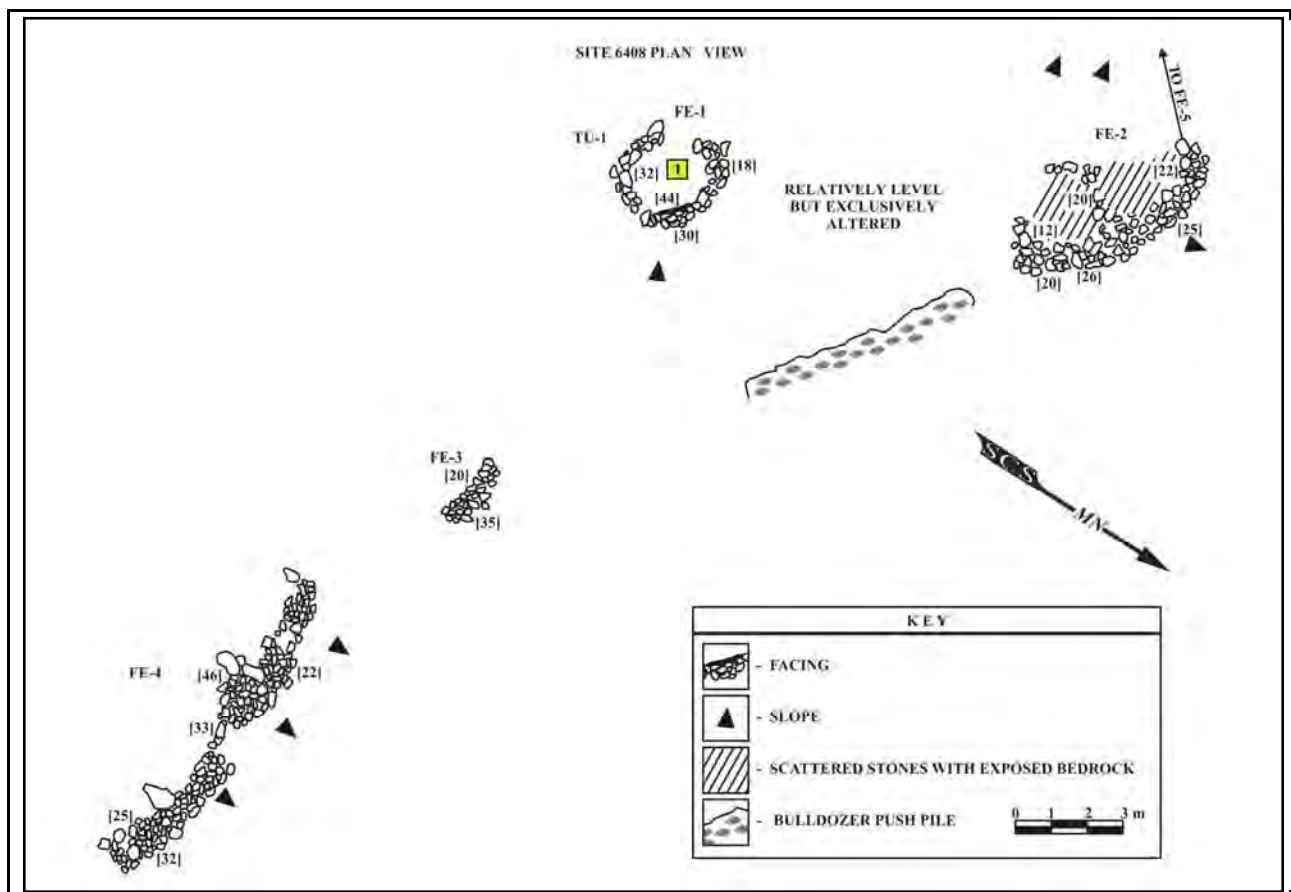 SITE 6408 PLAN VIEW
FE-1
TU-1
[32]
1
[18]
[44]
[30]
RELATIVELY LEVEL
BUT EXCLUSIVELY
ALTERED
TO FE-5
FE-2
[22]
[20]
[12]
[25]
[20]
[26]
FE-3
[20]
[35]
SCS
MN
FE-4
[46]
[22]
[33]
[25]
[32]
KEY
- FACING
- SLOPE
- SCATTERED STONES WITH EXPOSED BEDROCK
- BULLDOZER PUSH PILE
0 1 2 3 m